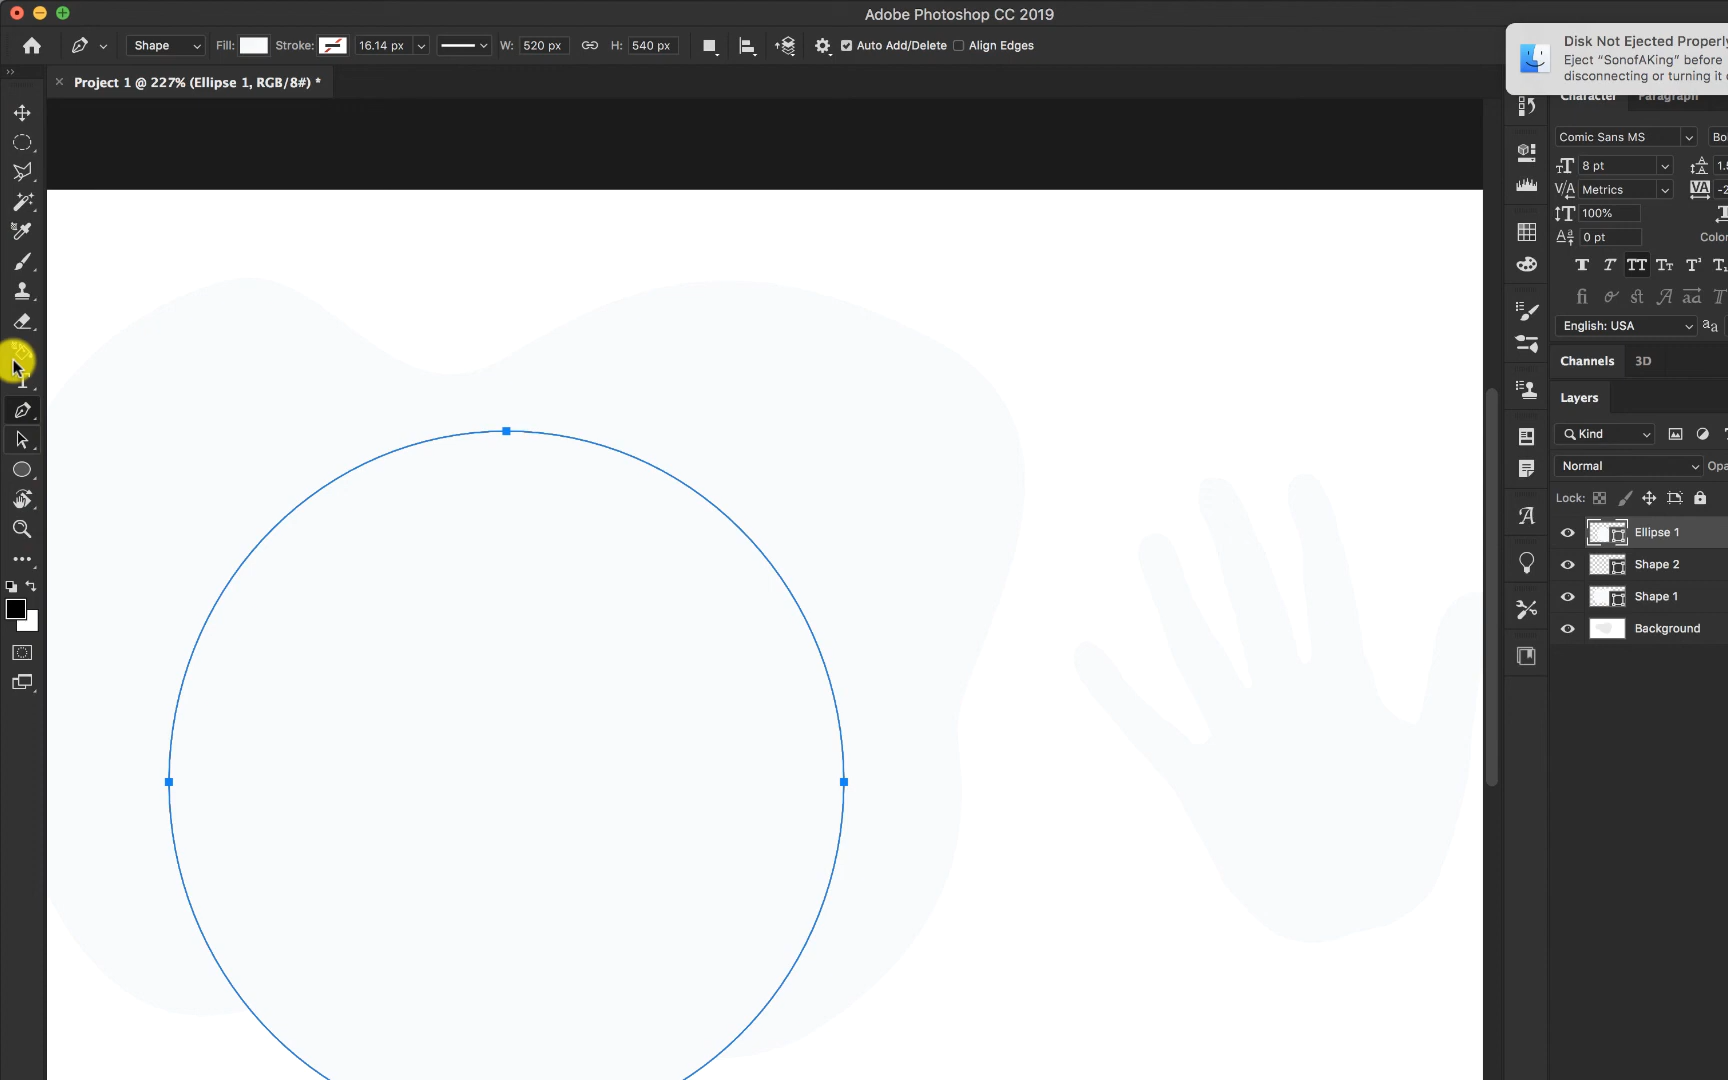 Adobe Photoshop CC 2019
Shape
Fill:
Stroke:
16.14 px
W:
520 px
H:
540 px
Auto Add/Delete
Align Edges
Disk Not Ejected Properly
Eject “SonofAKing” before
disconnecting or turning it
Project 1 @ 227% (Ellipse 1, RGB/8#) *
Character
Paragraph
Comic Sans MS
Bo
8 pt
1.5
Metrics
-2
100%
0 pt
Color
English: USA
Channels
3D
Layers
Kind
Normal
Opa
Lock:
Ellipse 1
Shape 2
Shape 1
Background